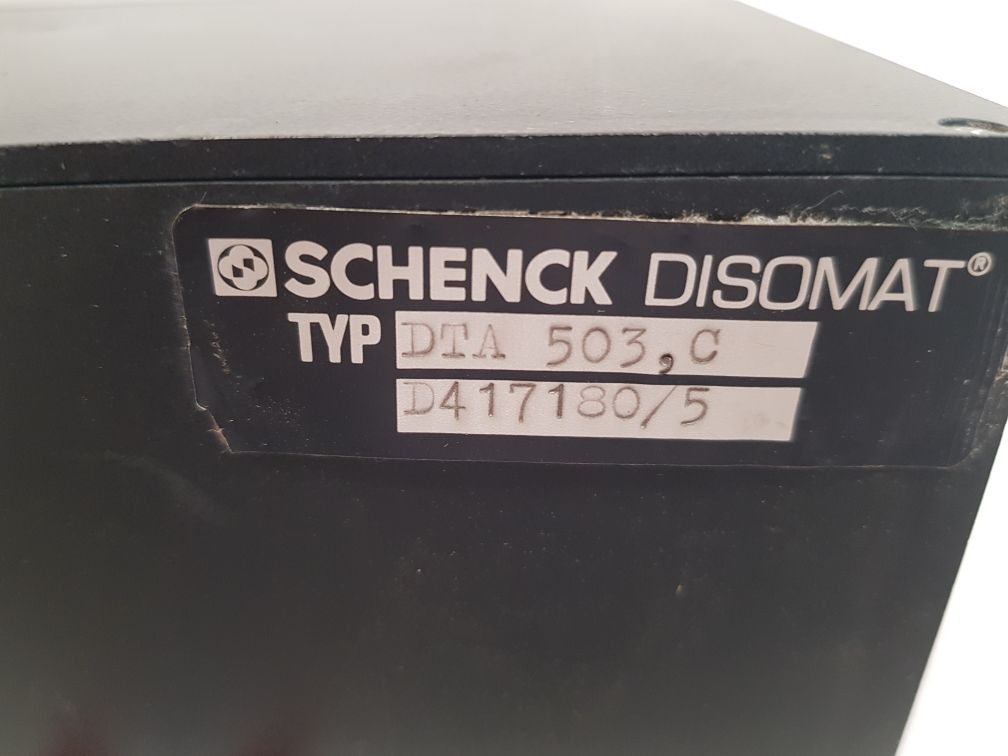 SCHENCK DISOMAT®
TYP DTA 503,C
D417180/5